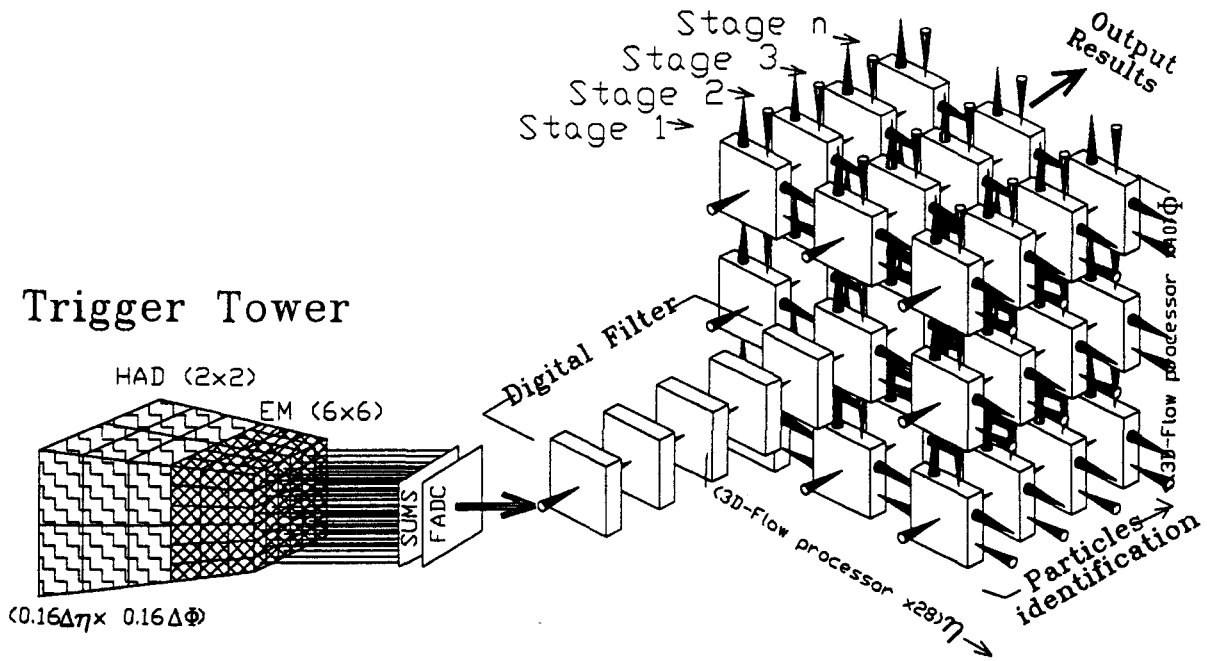 Stage n
Stage 3
Stage 2
Stage 1
Output
Results
Trigger Tower
HAD (2x2)
EM (6x6)
SUMS
FADC
(0.16Δη x 0.16ΔΦ)
Digital Filter
(3D-Flow processor x28)η
(3D-Flow processor x40)Φ
Particles
identification